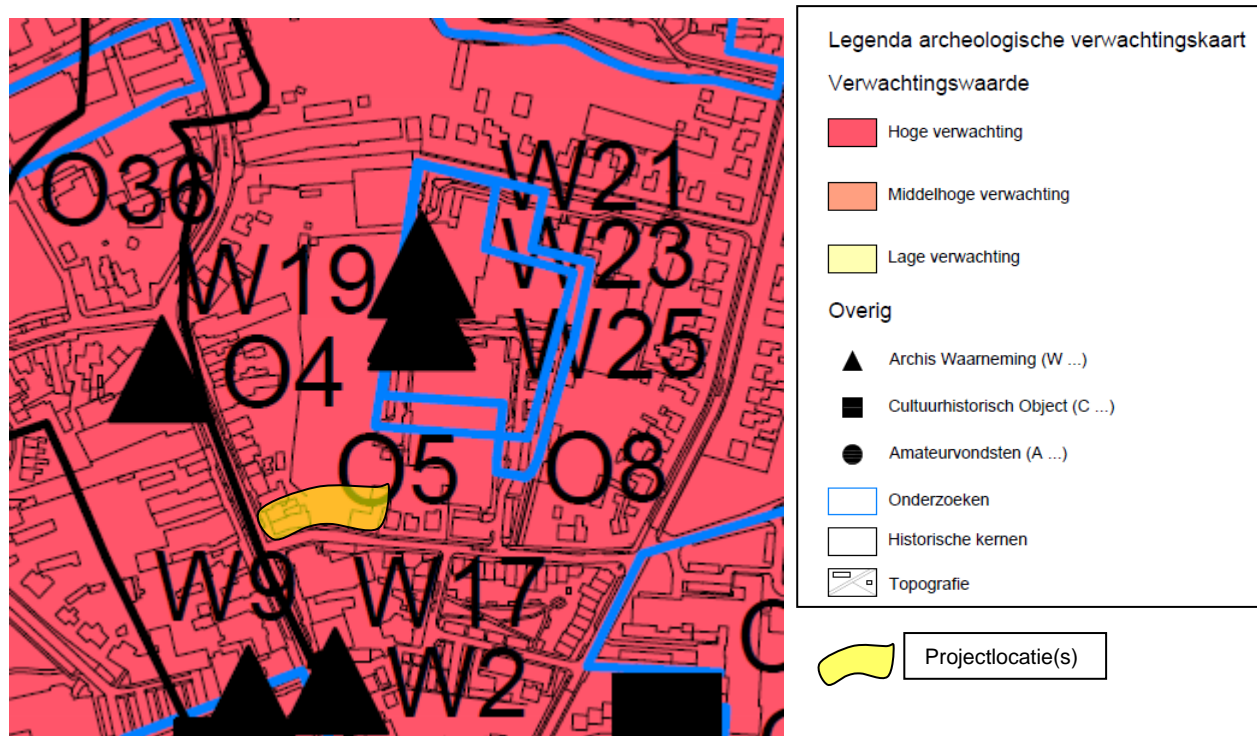 O36
W21
W19
W23
O4
W25
O5
O8
W9
W17
W2
Legenda archeologische verwachtingskaart
Verwachtingswaarde
Hoge verwachting
Middelhoge verwachting
Lage verwachting
Overig
Archis Waarneming (W ...)
Cultuurhistorisch Object (C ...)
Amateurvondsten (A ...)
Onderzoeken
Historische kernen
Topografie
Projectlocatie(s)